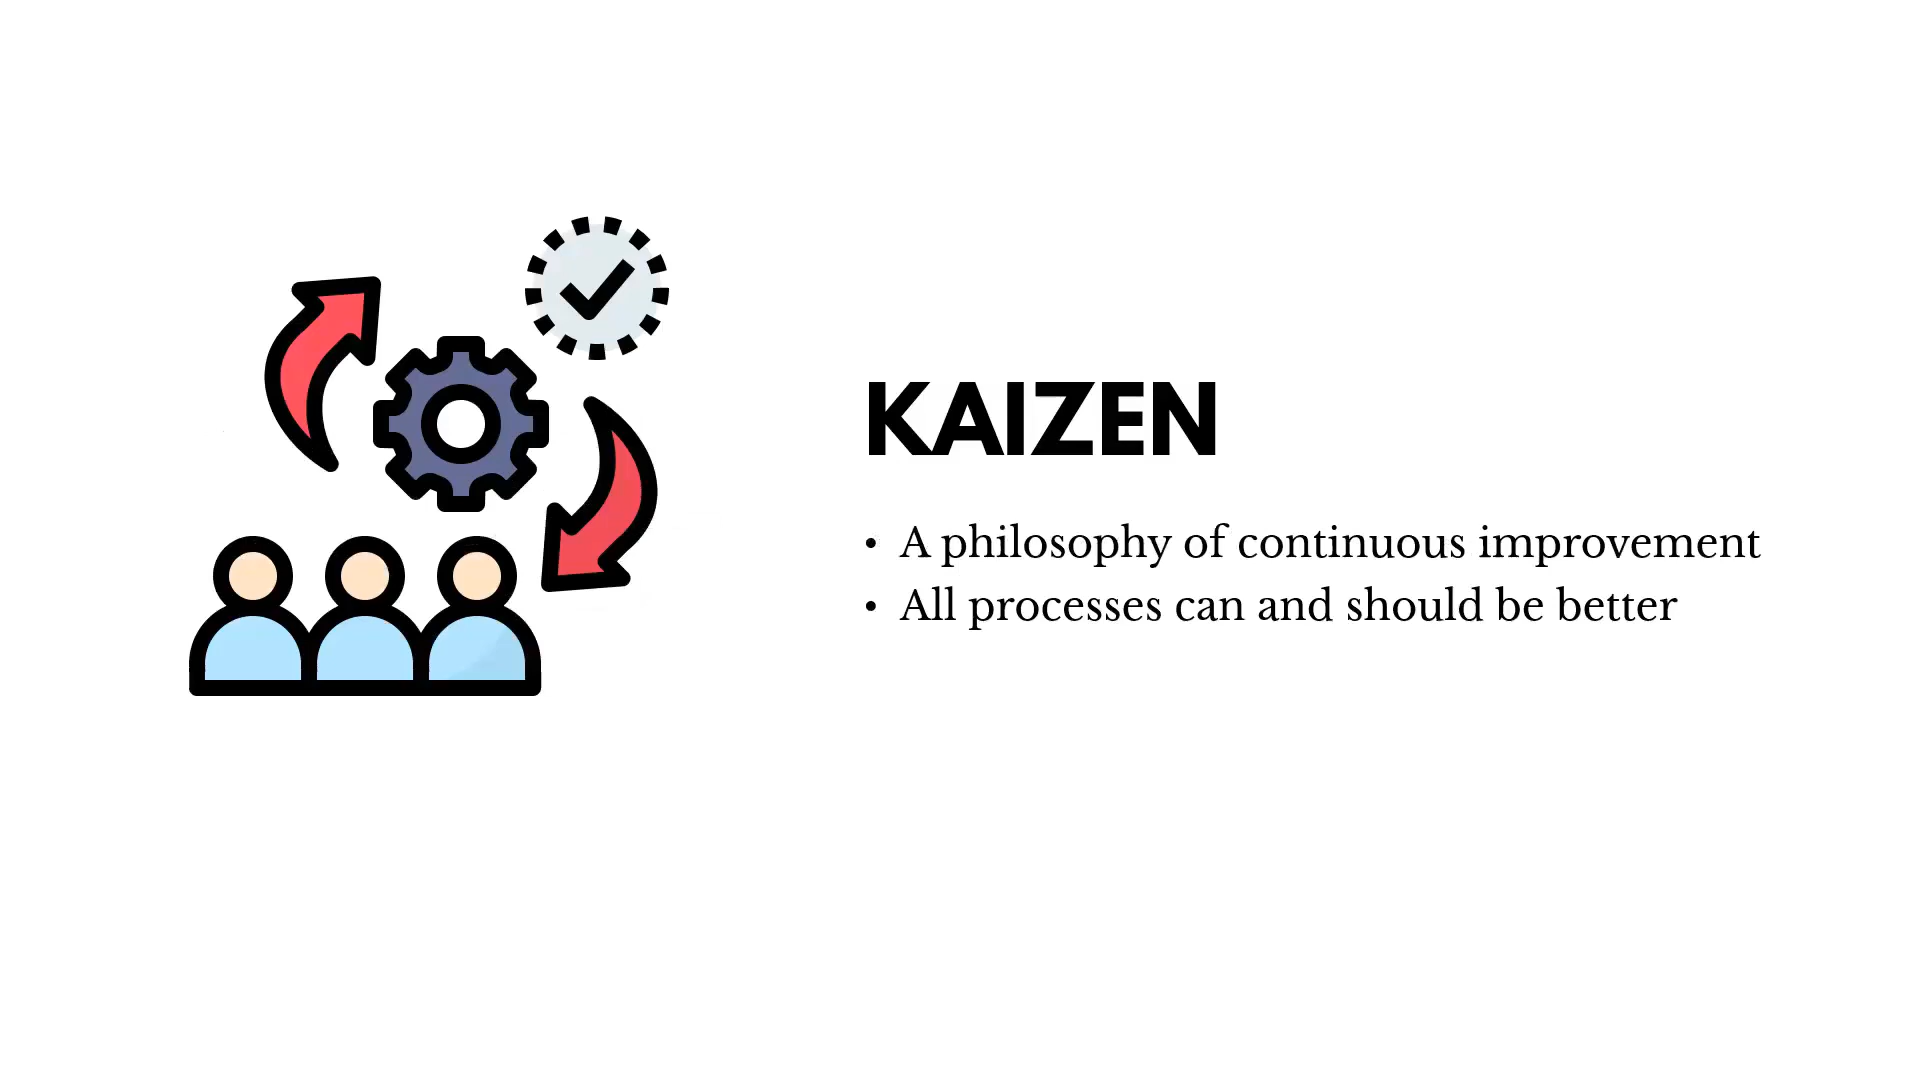 KAIZEN
• A philosophy of continuous improvement
• All processes can and should be better